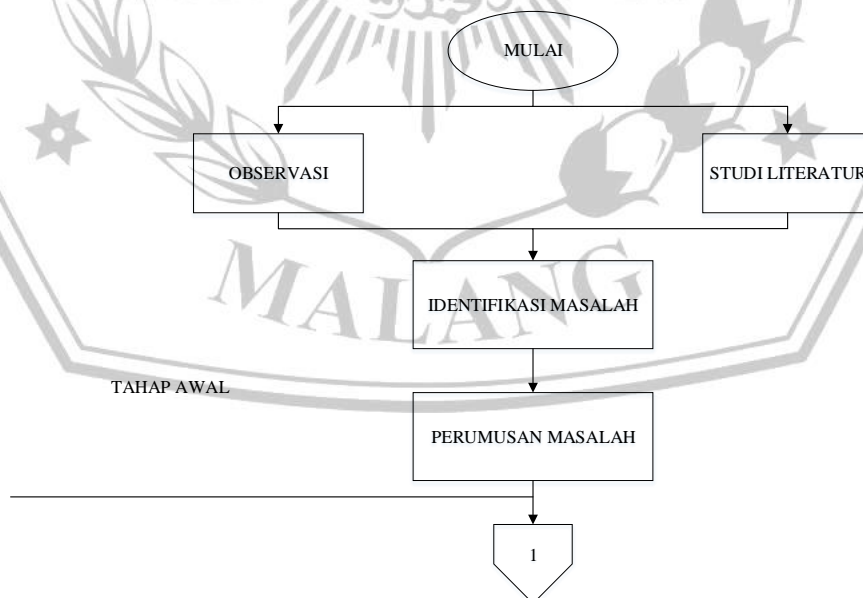 MULAI
OBSERVASI
STUDI LITERATUR
MALANG
IDENTIFIKASI MASALAH
TAHAP AWAL
PERUMUSAN MASALAH
1